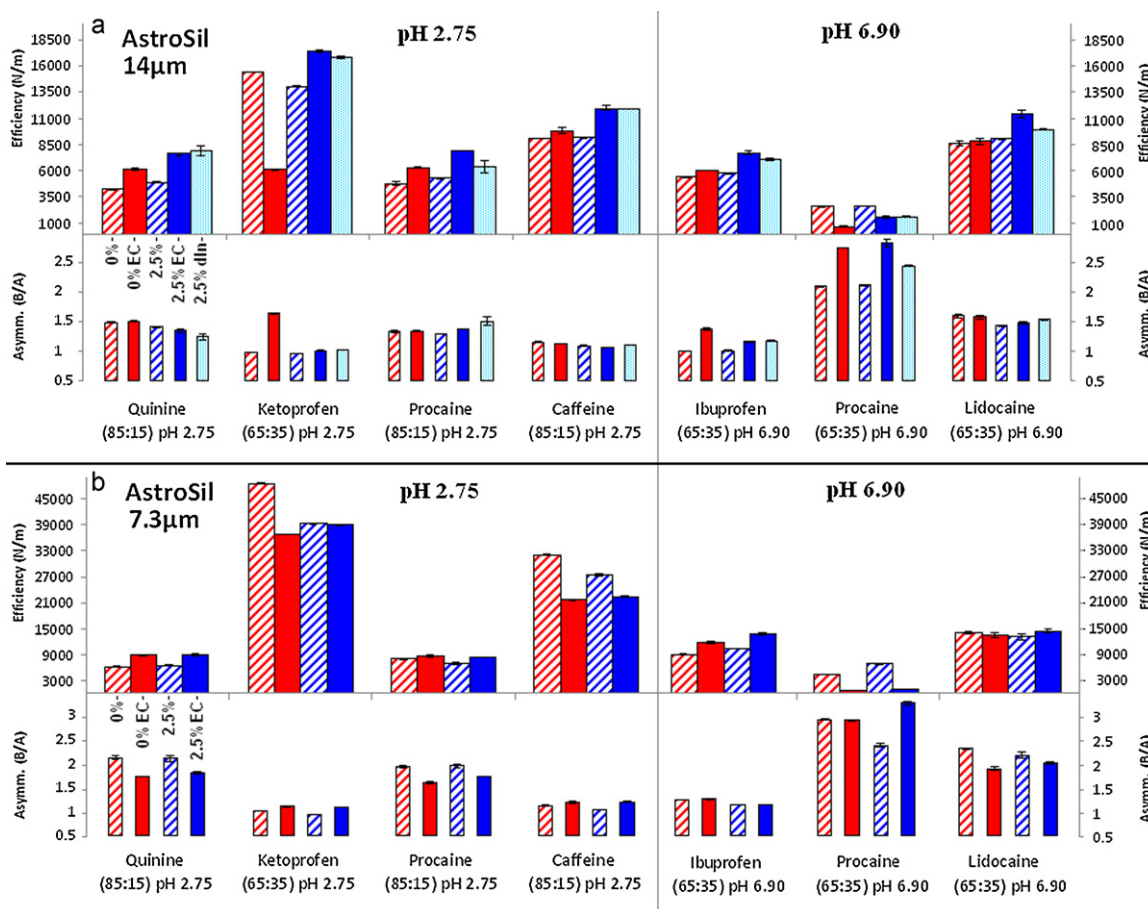 a
AstroSil
14µm
pH 2.75
pH 6.90
Efficiency (N/m)
18500
16000
13500
11000
8500
6000
3500
1000
Efficiency (N/m)
18500
16000
13500
11000
8500
6000
3500
1000
0%-
0% EC-
2.5%-
2.5% EC-
2.5% dln-
Asymm. (B/A)
2.5
2
1.5
1
0.5
Asymm. (B/A)
2.5
2
1.5
1
0.5
Quinine Ketoprofen Procaine Caffeine Ibuprofen Procaine Lidocaine
(85:15) pH 2.75 (65:35) pH 2.75 (85:15) pH 2.75 (85:15) pH 2.75 (65:35) pH 6.90 (65:35) pH 6.90 (65:35) pH 6.90
b
AstroSil
7.3µm
pH 2.75
pH 6.90
Efficiency (N/m)
45000
39000
33000
27000
21000
15000
9000
3000
Efficiency (N/m)
45000
39000
33000
27000
21000
15000
9000
3000
0%-
0% EC-
2.5%-
2.5% EC-
Asymm. (B/A)
3
2.5
2
1.5
1
0.5
Asymm. (B/A)
3
2.5
2
1.5
1
0.5
Quinine Ketoprofen Procaine Caffeine Ibuprofen Procaine Lidocaine
(85:15) pH 2.75 (65:35) pH 2.75 (85:15) pH 2.75 (85:15) pH 2.75 (65:35) pH 6.90 (65:35) pH 6.90 (65:35) pH 6.90